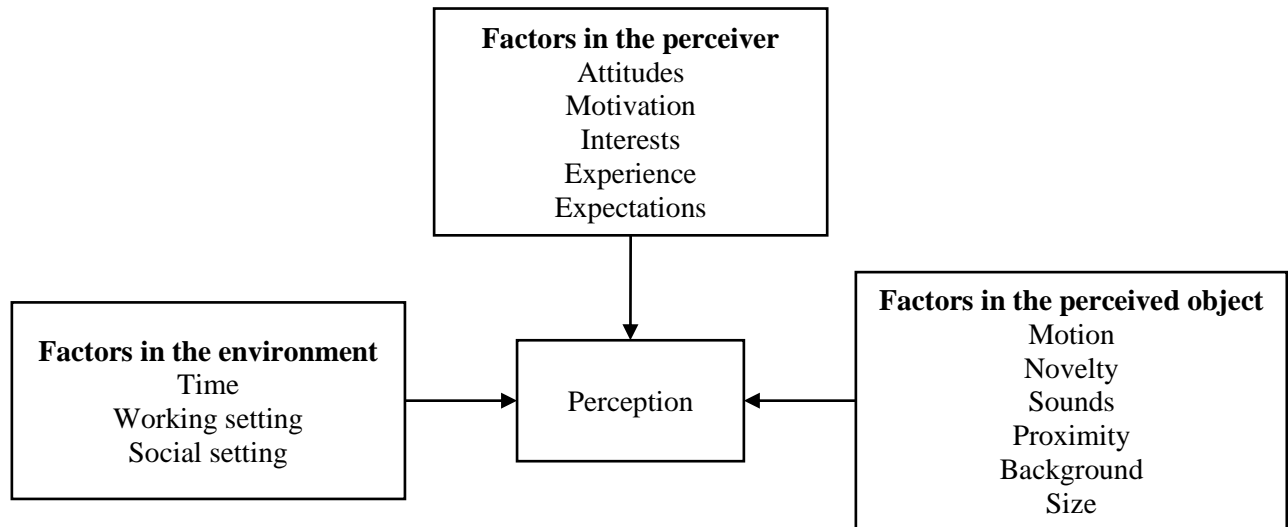 Factors in the perceiver
Attitudes
Motivation
Interests
Experience
Expectations
Factors in the environment
Time
Working setting
Social setting
Perception
Factors in the perceived object
Motion
Novelty
Sounds
Proximity
Background
Size